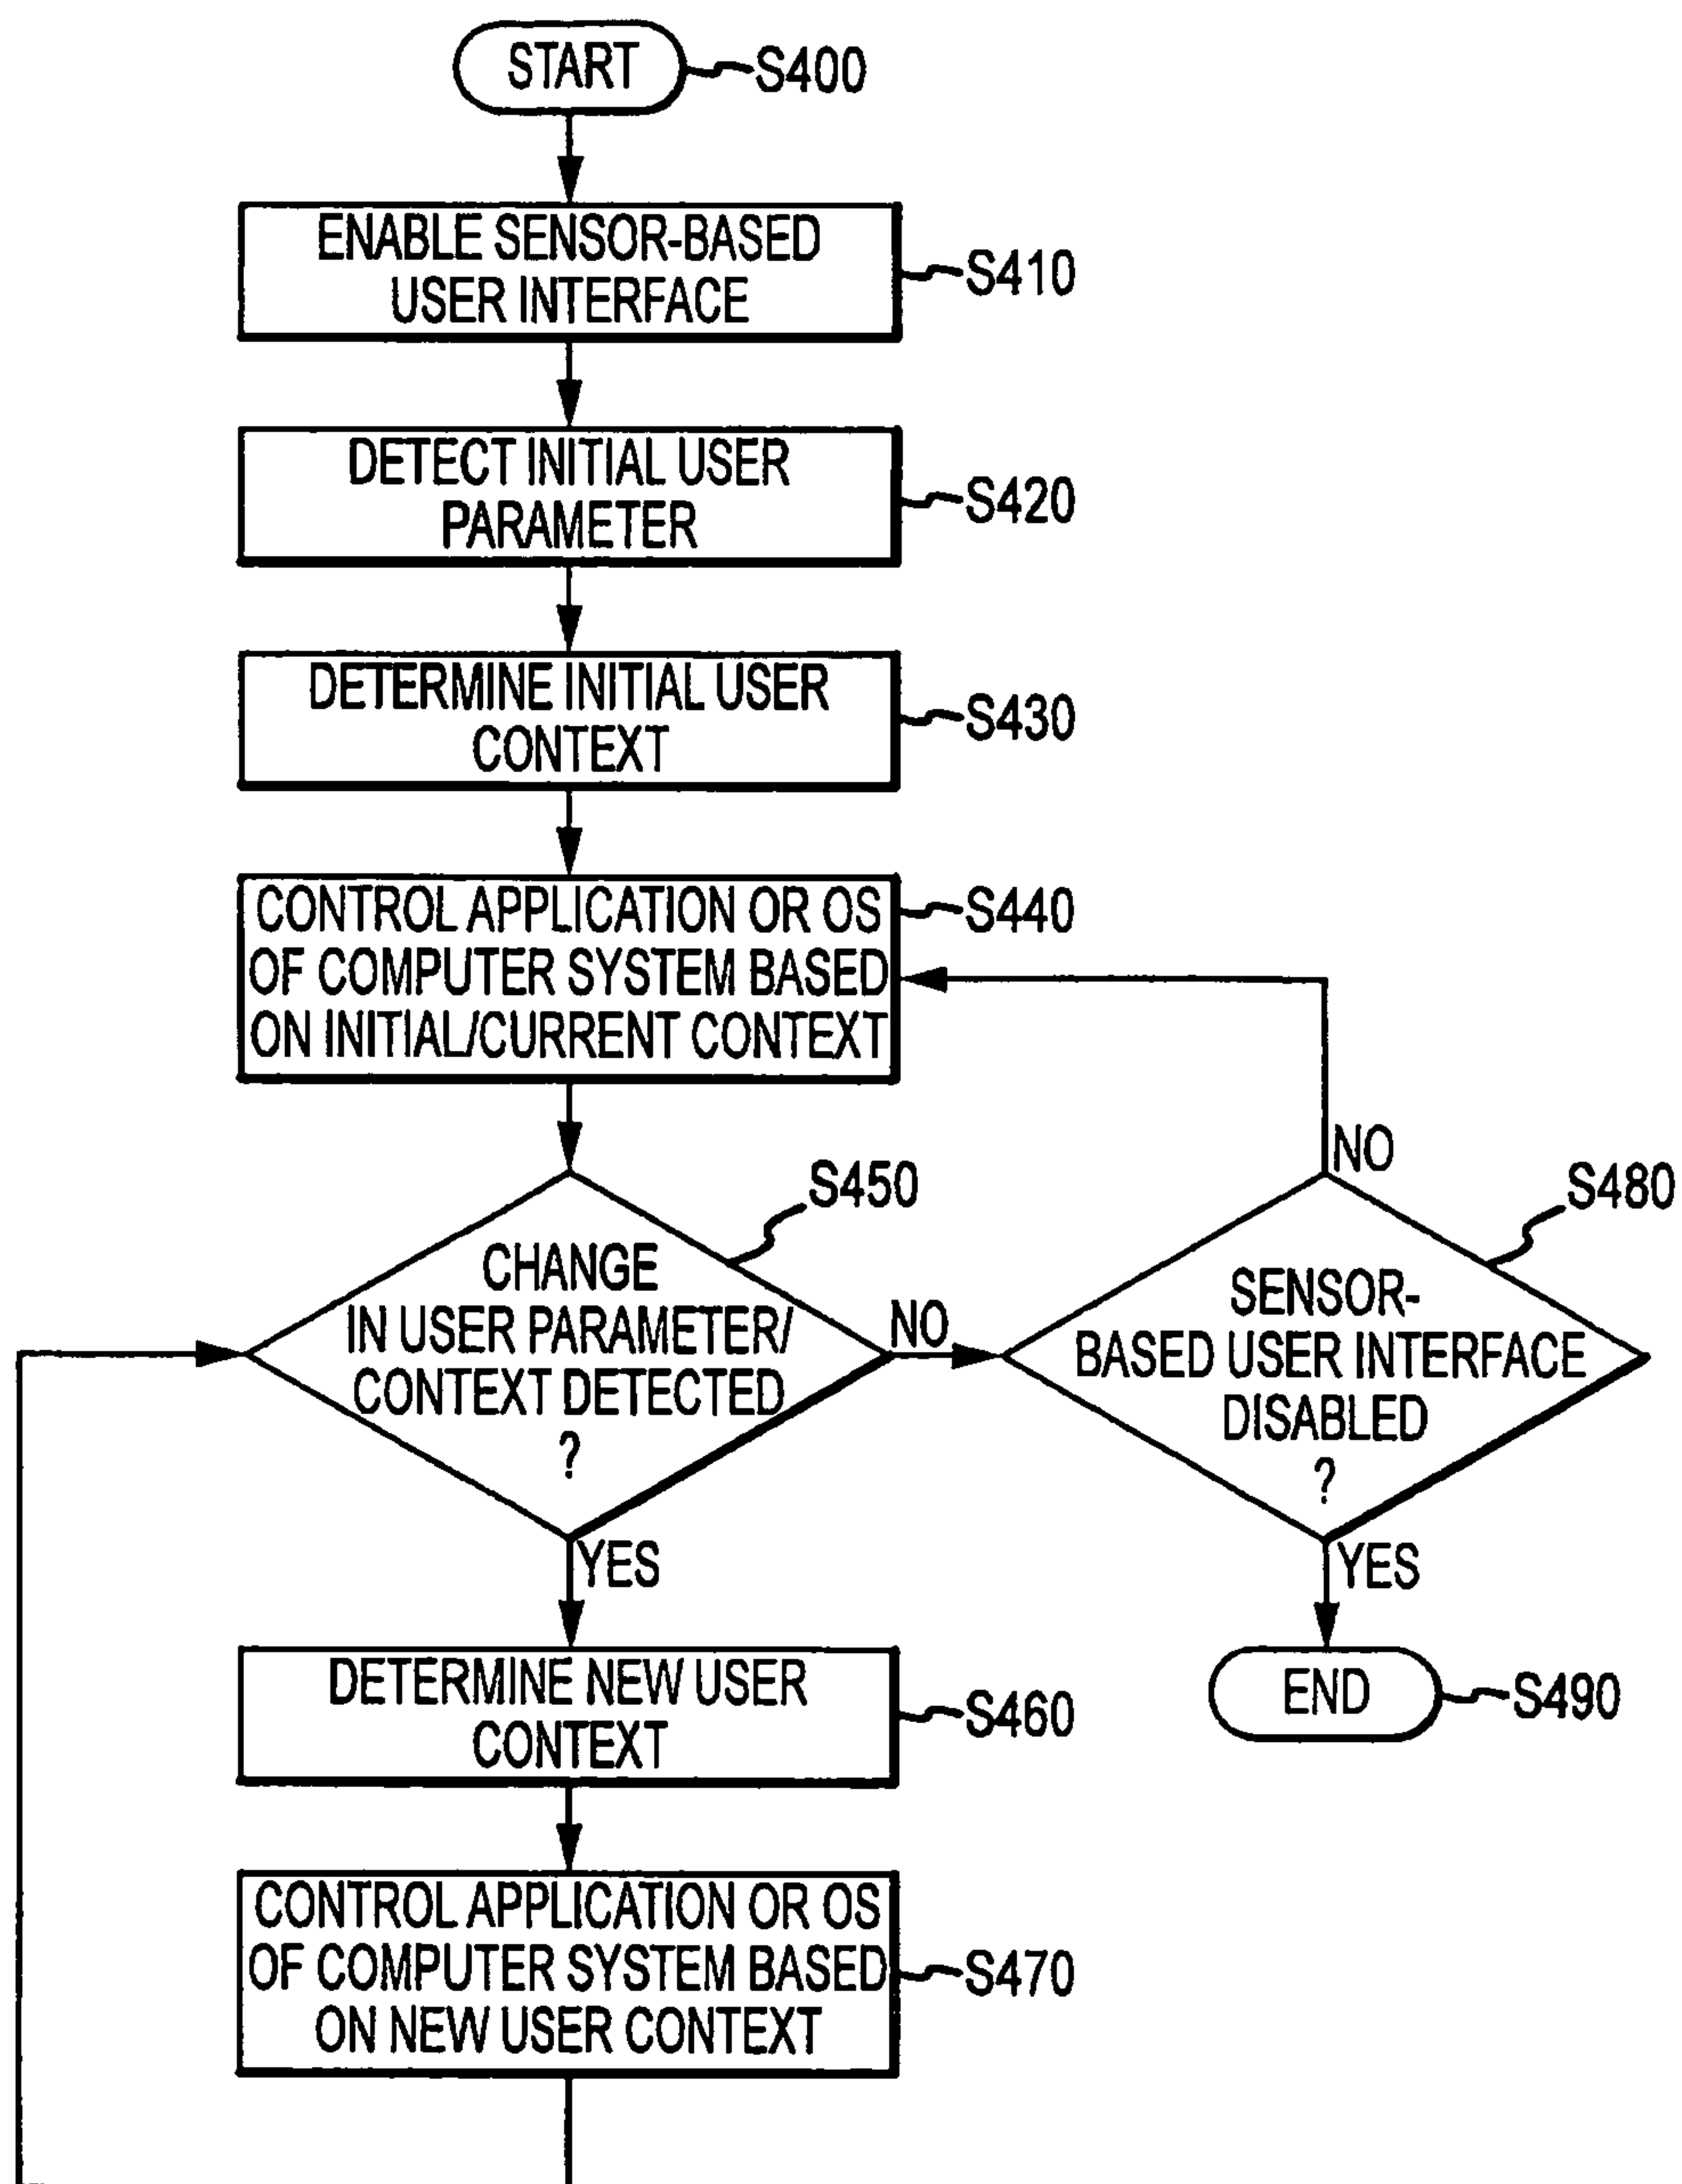 START
S400
ENABLE SENSOR-BASED
USER INTERFACE
S410
DETECT INITIAL USER
PARAMETER
S420
DETERMINE INITIAL USER
CONTEXT
S430
CONTROL APPLICATION OR OS
OF COMPUTER SYSTEM BASED
ON INITIAL/CURRENT CONTEXT
S440
CHANGE
IN USER PARAMETER/
CONTEXT DETECTED
?
S450
NO
YES
SENSOR-
BASED USER INTERFACE
DISABLED
?
S480
NO
YES
DETERMINE NEW USER
CONTEXT
S460
END
S490
CONTROL APPLICATION OR OS
OF COMPUTER SYSTEM BASED
ON NEW USER CONTEXT
S470